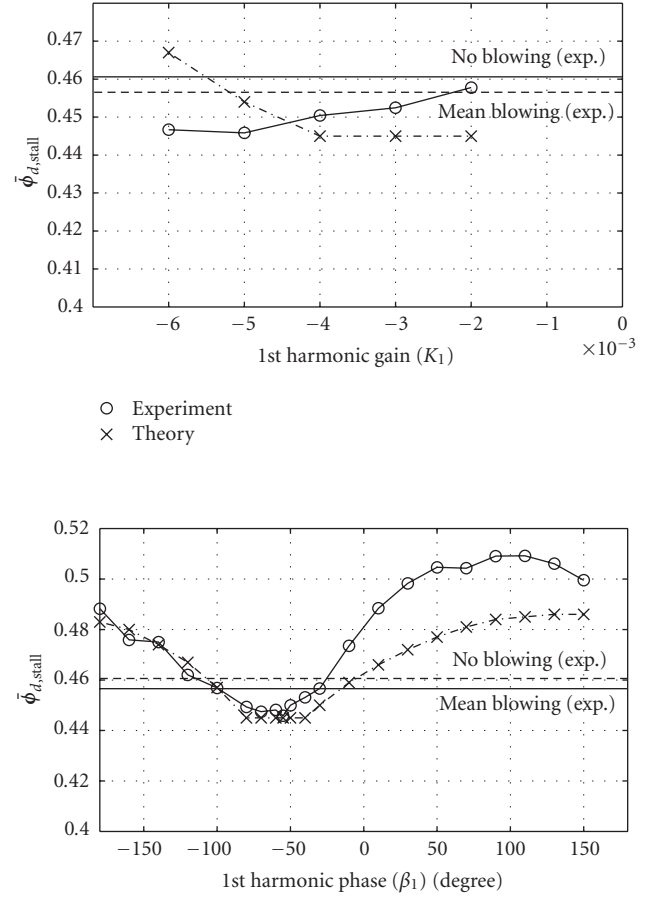 0.47
0.46
0.45
0.44
0.43
0.42
0.41
0.4
ϕ̄d,stall
No blowing (exp.)
Mean blowing (exp.)
−6 −5 −4 −3 −2 −1 0
×10−3
1st harmonic gain (K1)
Experiment
Theory
0.52
0.5
0.48
0.46
0.44
0.42
0.4
ϕ̄d,stall
No blowing (exp.)
Mean blowing (exp.)
−150 −100 −50 0 50 100 150
1st harmonic phase (β1) (degree)